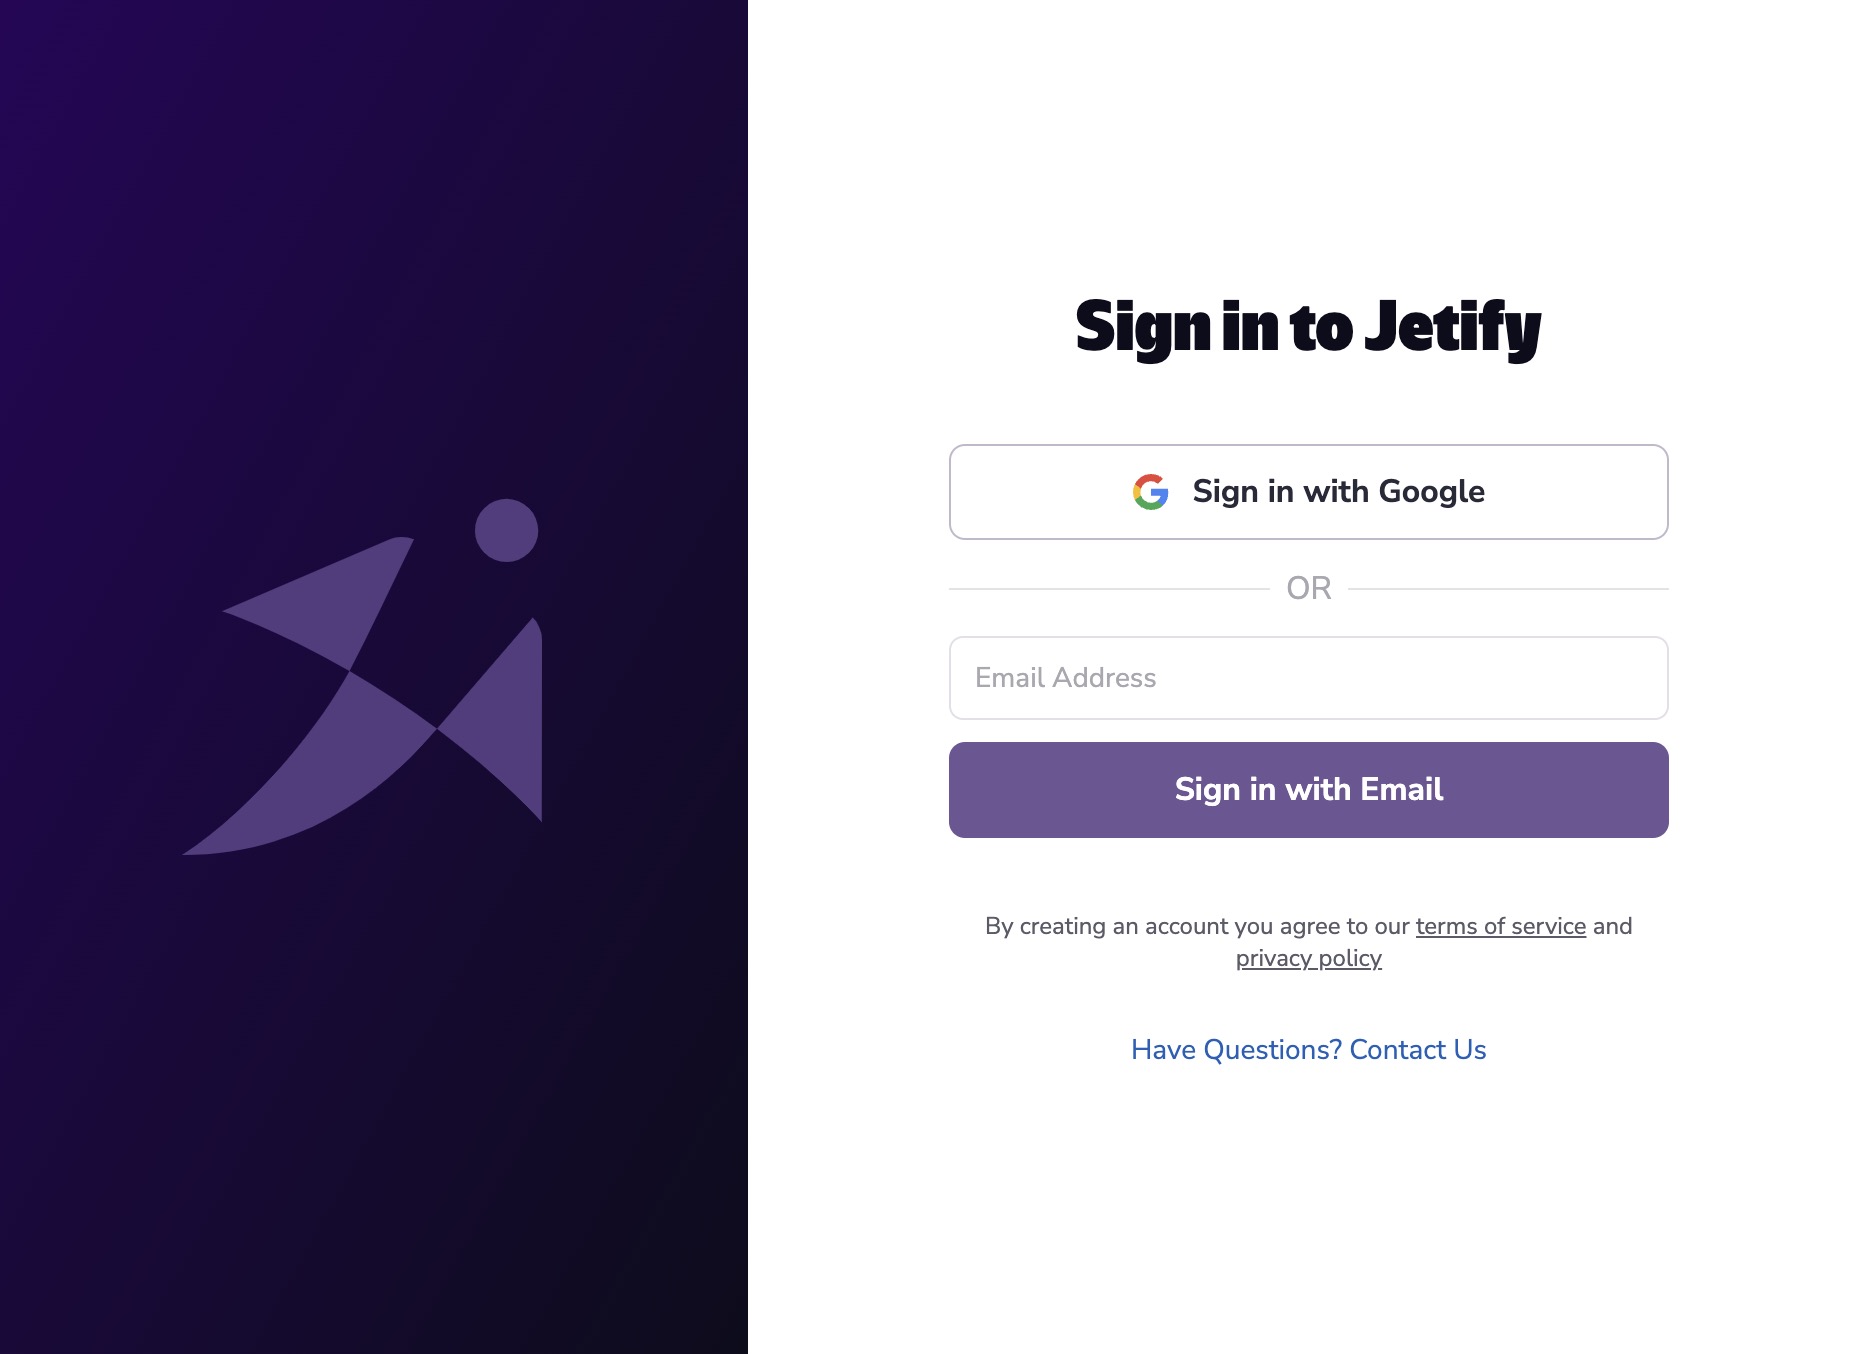 Sign in to Jetify
Sign in with Google
OR
Email Address
Sign in with Email
By creating an account you agree to our terms of service and
privacy policy
Have Questions? Contact Us